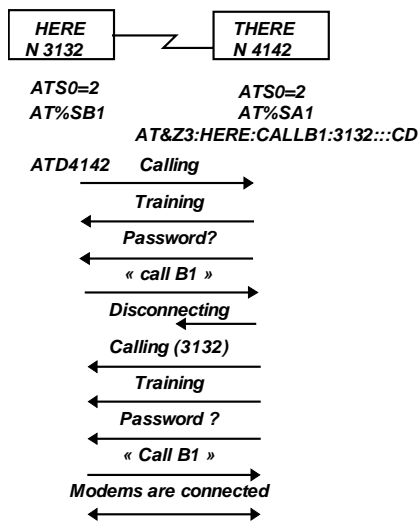 HERE THERE
N 3132 N 4142
ATS0=2 ATS0=2
AT%SB1 AT%SA1
AT&Z3:HERE:CALLB1:3132:::CD
ATD4142 Calling
Training
Password?
« call B1 »
Disconnecting
Calling (3132)
Training
Password ?
« Call B1 »
Modems are connected